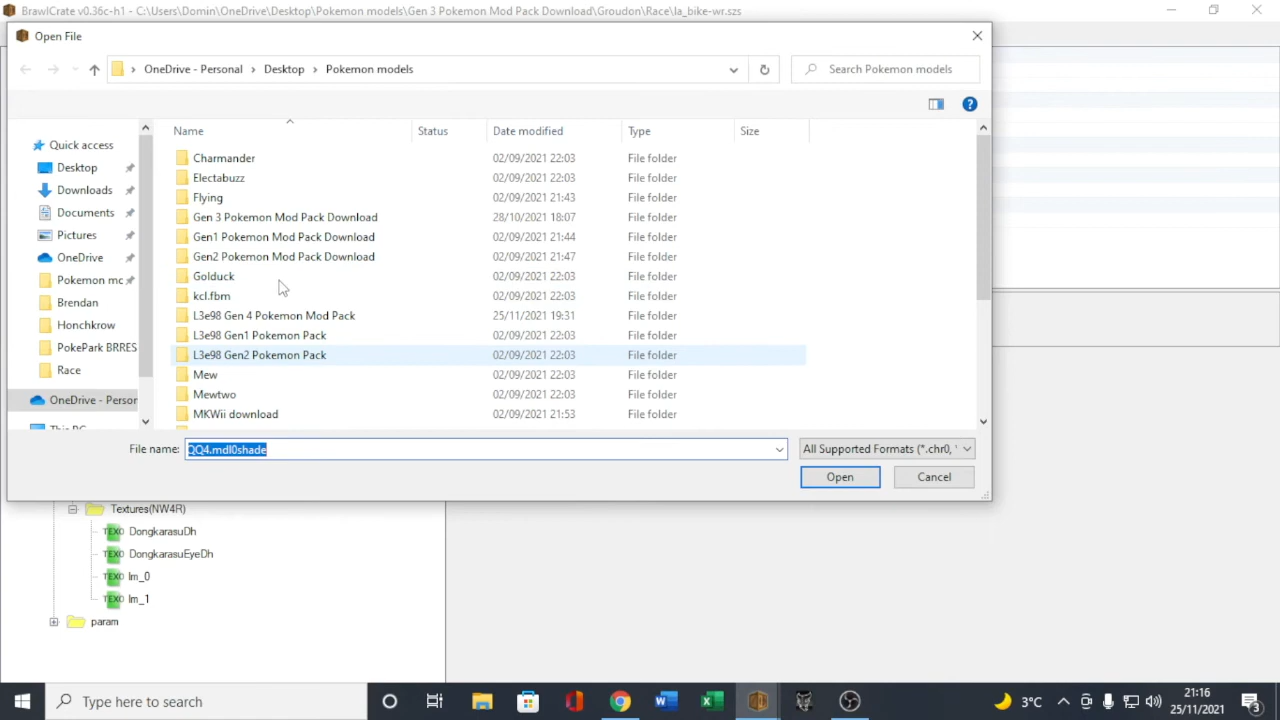 BrawlCrate v0.36c-h1 - C:\Users\Domin\OneDrive\Desktop\Pokemon models\Gen 3 Pokemon Mod Pack Download\Groudon\Race\la_bike-wr.szs
Open File
OneDrive - Personal > Desktop > Pokemon models
Search Pokemon models
Name Status Date modified Type Size
Quick access
Desktop
Downloads
Documents
Pictures
OneDrive
Pokemon mc
Brendan
Honchkrow
PokePark BRRES
Race
OneDrive - Person
Charmander 02/09/2021 22:03 File folder
Electabuzz 02/09/2021 22:03 File folder
Flying 02/09/2021 21:43 File folder
Gen 3 Pokemon Mod Pack Download 28/10/2021 18:07 File folder
Gen1 Pokemon Mod Pack Download 02/09/2021 21:44 File folder
Gen2 Pokemon Mod Pack Download 02/09/2021 21:47 File folder
Golduck 02/09/2021 22:03 File folder
kcl.fbm 02/09/2021 22:03 File folder
L3e98 Gen 4 Pokemon Mod Pack 25/11/2021 19:31 File folder
L3e98 Gen1 Pokemon Pack 02/09/2021 22:03 File folder
L3e98 Gen2 Pokemon Pack 02/09/2021 22:03 File folder
Mew 02/09/2021 22:03 File folder
Mewtwo 02/09/2021 22:03 File folder
MKWii download 02/09/2021 21:53 File folder
File name: QQ4.mdl0shade
All Supported Formats (*.chr0, 
Open
Cancel
Textures(NW4R)
TEX0 DongkarasuDh
TEX0 DongkarasuEyeDh
TEX0 lm_0
TEX0 lm_1
param
Type here to search
3°C
21:16
25/11/2021
3